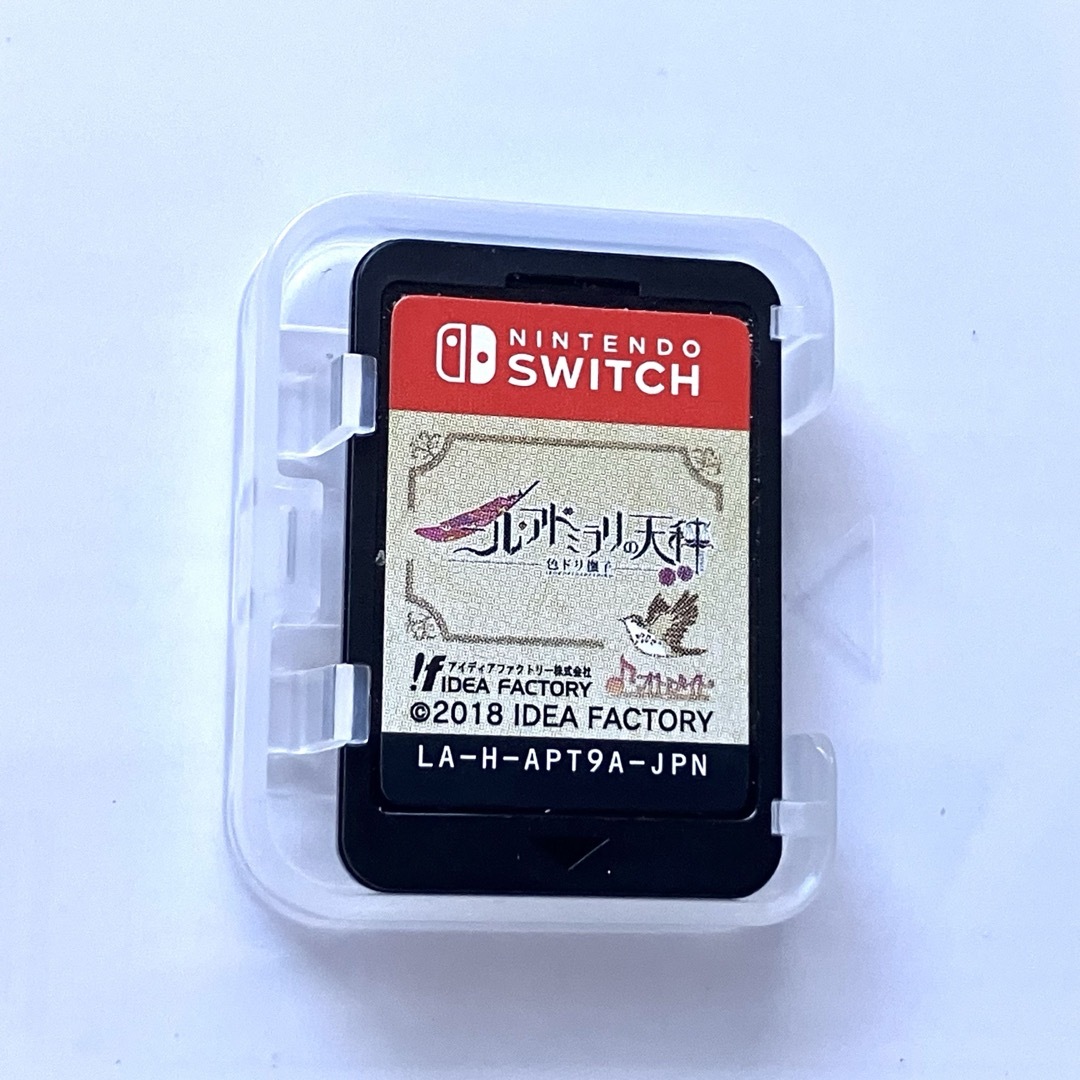 NINTENDO
SWITCH
ニル・アドミラリの天秤
色ドリ撫子
アイディアファクトリー株式会社
IDEA FACTORY
©2018 IDEA FACTORY
LA-H-APT9A-JPN